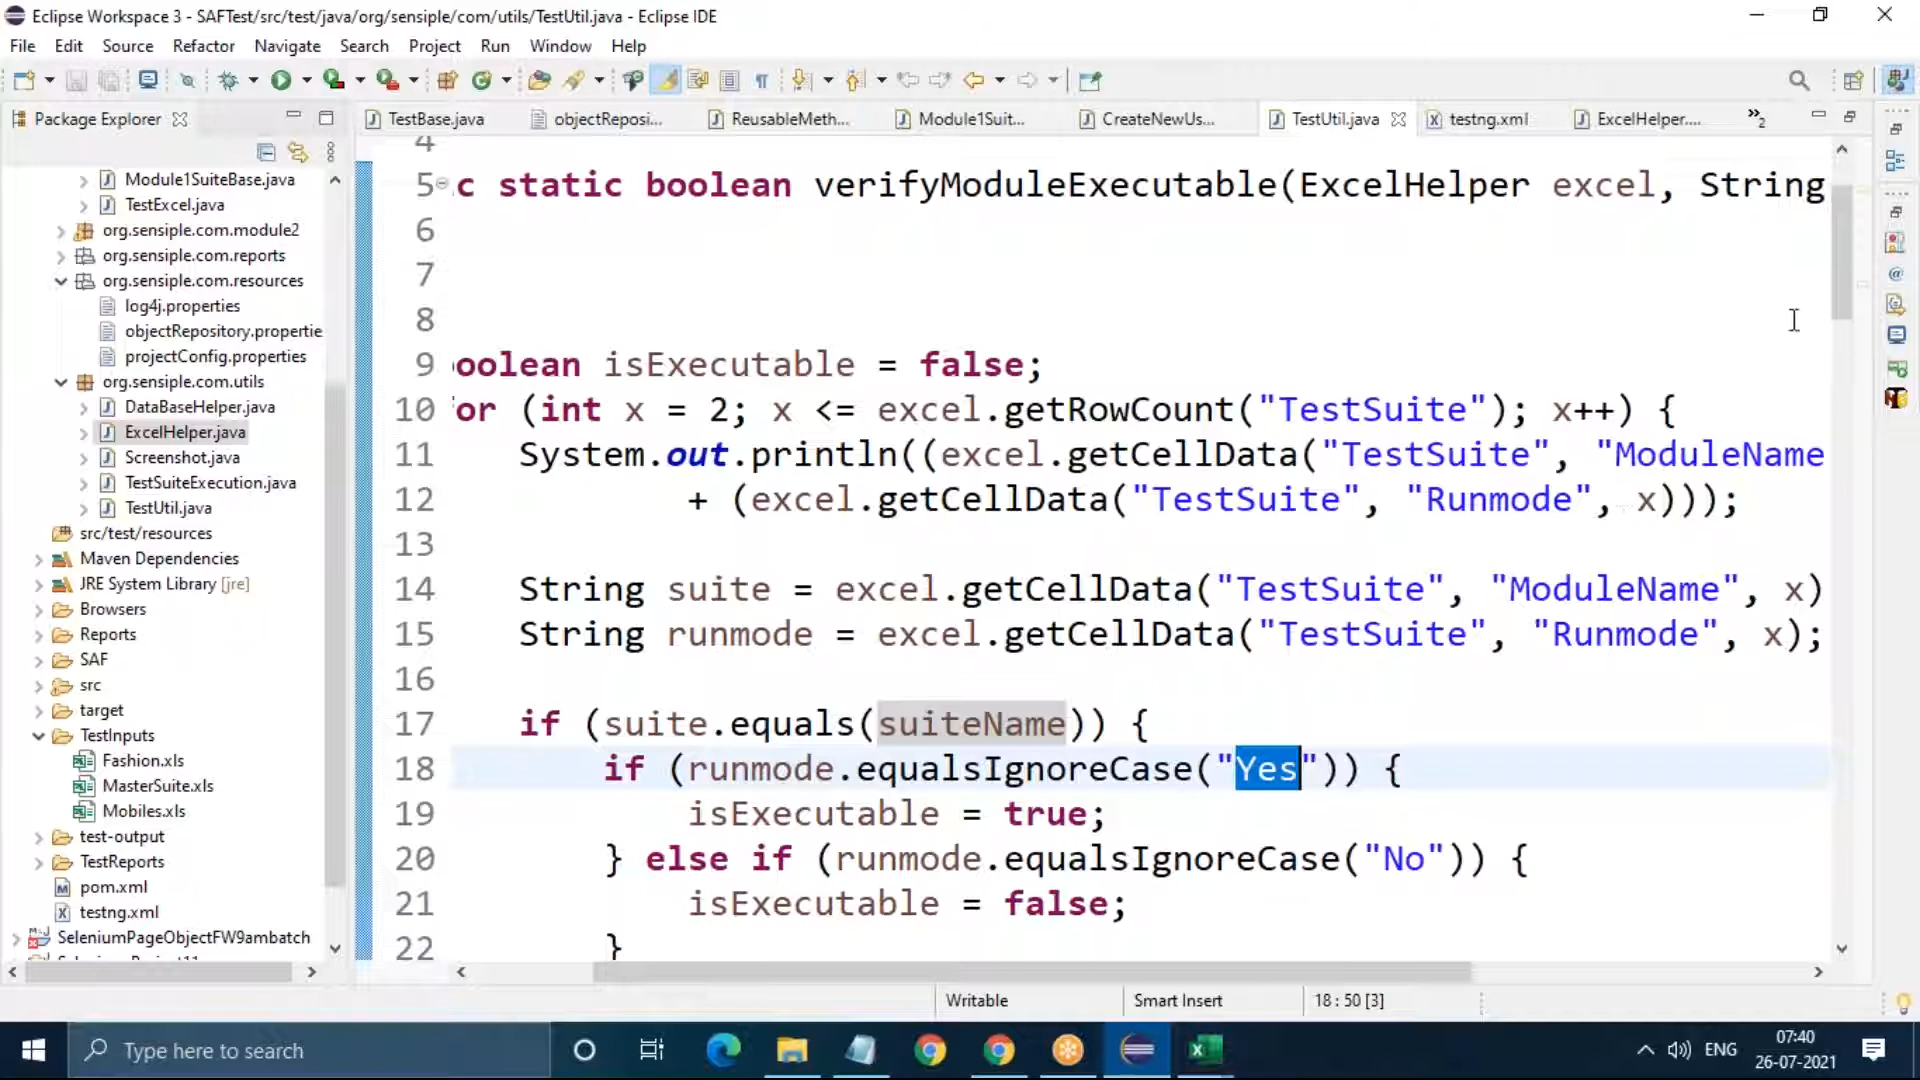 Eclipse Workspace 3 - SAFTest/src/test/java/org/sensiple/com/utils/TestUtil.java - Eclipse IDE
File Edit Source Refactor Navigate Search Project Run Window Help
Package Explorer
TestBase.java objectReposi... ReusableMeth... Module1Suit... CreateNewUs... TestUtil.java testng.xml ExcelHelper.... »2
Module1SuiteBase.java
TestExcel.java
org.sensiple.com.module2
org.sensiple.com.reports
org.sensiple.com.resources
log4j.properties
objectRepository.propertie
projectConfig.properties
org.sensiple.com.utils
DataBaseHelper.java
ExcelHelper.java
Screenshot.java
TestSuiteExecution.java
TestUtil.java
src/test/resources
Maven Dependencies
JRE System Library [jre]
Browsers
Reports
SAF
src
target
TestInputs
Fashion.xls
MasterSuite.xls
Mobiles.xls
test-output
TestReports
pom.xml
testng.xml
SeleniumPageObjectFW9ambatch
4
5 c static boolean verifyModuleExecutable(ExcelHelper excel, String
6
7
8
9 oolean isExecutable = false;
10 or (int x = 2; x <= excel.getRowCount("TestSuite"); x++) {
11 System.out.println((excel.getCellData("TestSuite", "ModuleName
12 + (excel.getCellData("TestSuite", "Runmode", x)));
13
14 String suite = excel.getCellData("TestSuite", "ModuleName", x)
15 String runmode = excel.getCellData("TestSuite", "Runmode", x);
16
17 if (suite.equals(suiteName)) {
18 if (runmode.equalsIgnoreCase("Yes")) {
19 isExecutable = true;
20 } else if (runmode.equalsIgnoreCase("No")) {
21 isExecutable = false;
22 }
Writable Smart Insert 18 : 50 [3]
Type here to search
ENG
07:40
26-07-2021